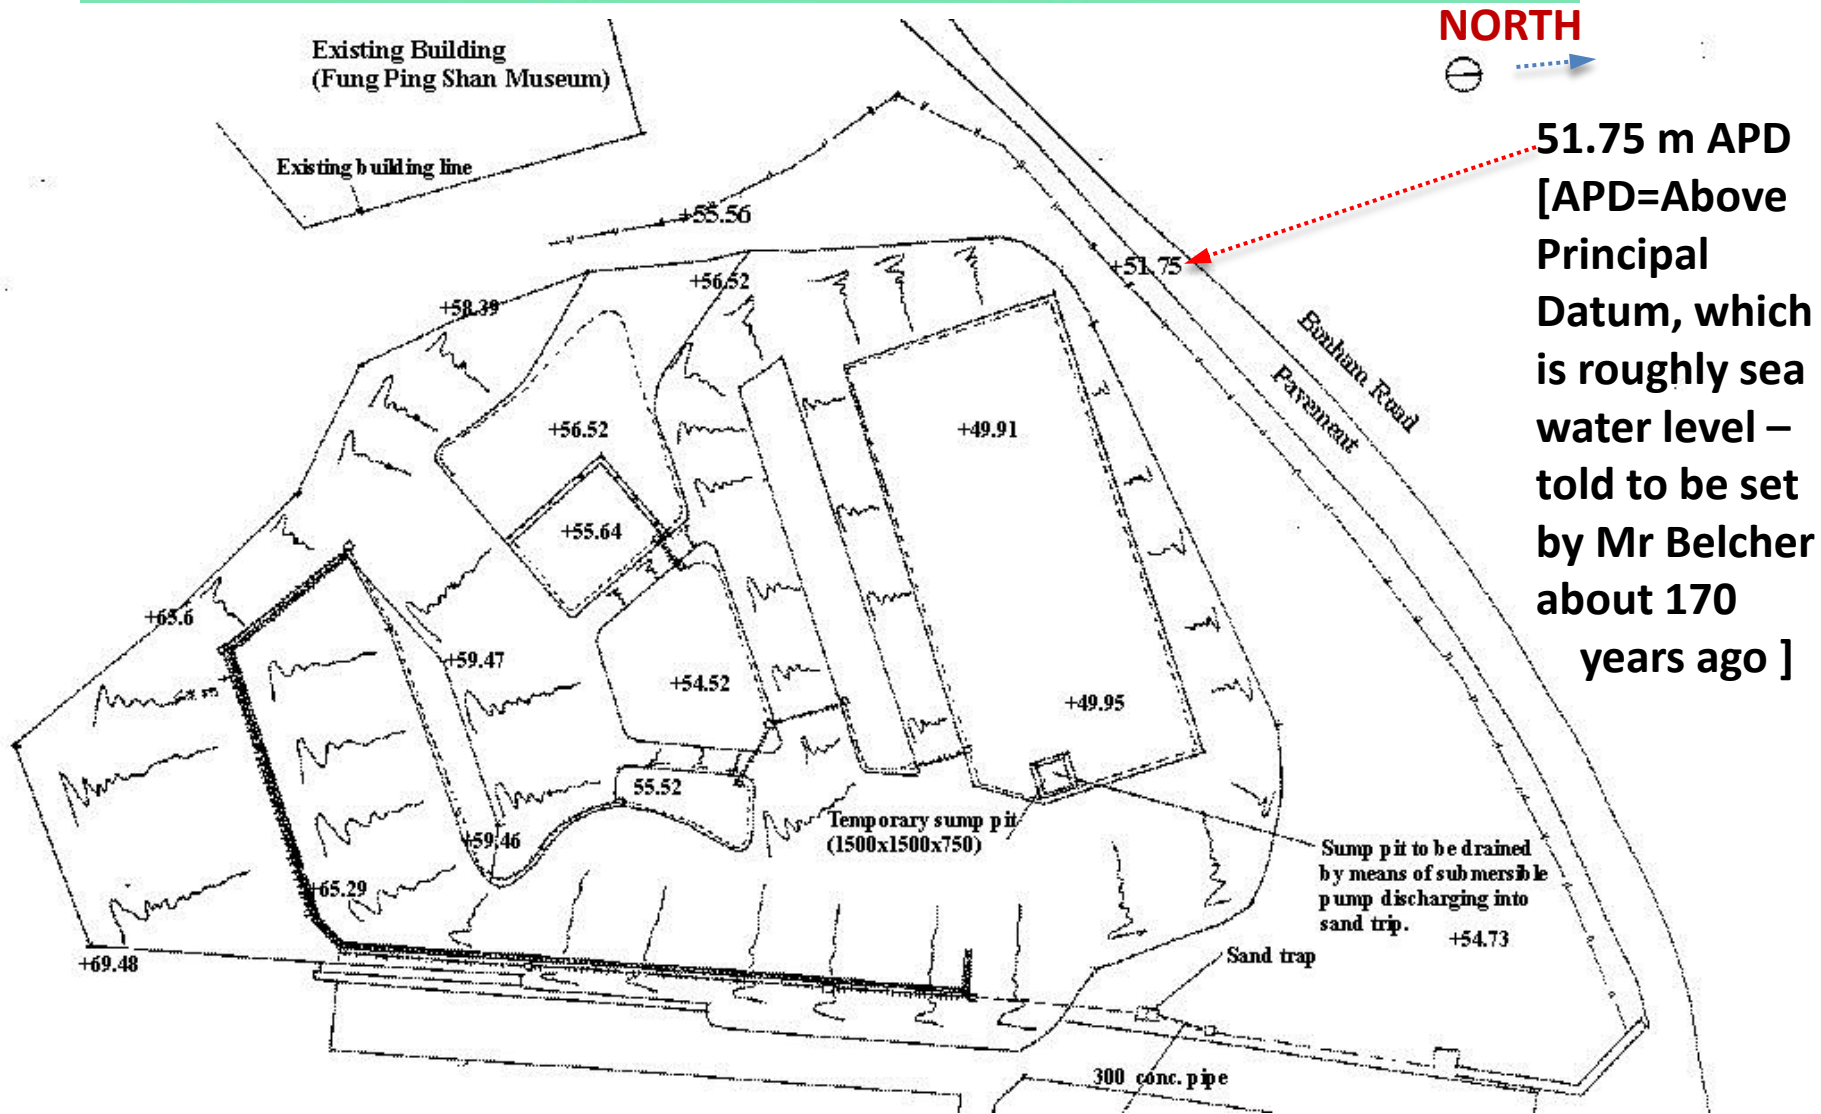 NORTH
Existing Building
(Fung Ping Shan Museum)
51.75 m APD
[APD=Above
Principal
Datum, which
is roughly sea
water level –
told to be set
by Mr Belcher
about 170
years ago ]
Existing building line
+55.56
+51.75
+56.52
+58.39
Bonham Road
Pavement
+56.52
+49.91
+55.64
+65.6
+59.47
+54.52
+49.95
55.52
Temporary sump pit
(1500x1500x750)
+59.46
Sump pit to be drained
by means of submersible
pump discharging into
sand trip.
+65.29
+54.73
+69.48
Sand trap
300 conc. pipe